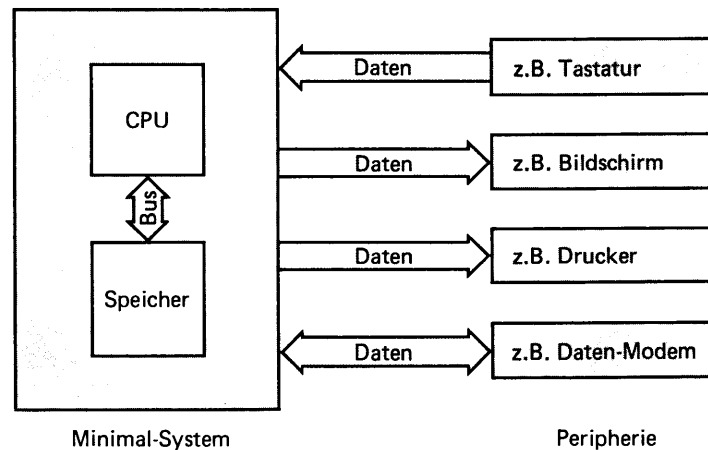 CPU
Bus
Speicher
Daten
z.B. Tastatur
Daten
z.B. Bildschirm
Daten
z.B. Drucker
Daten
z.B. Daten-Modem
Minimal-System
Peripherie